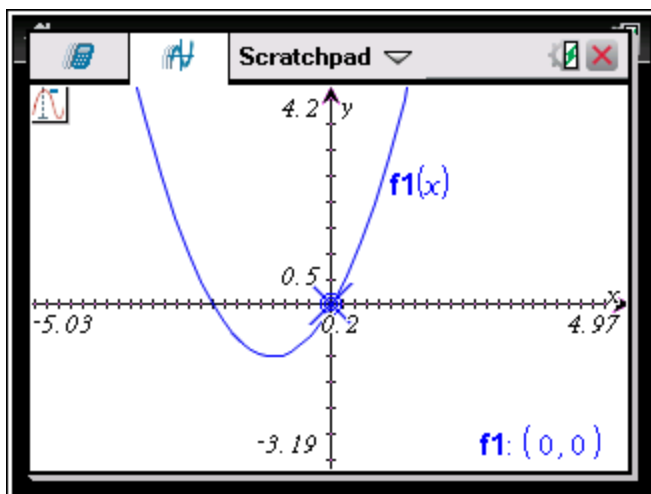 Scratchpad
4.2 y
f1(x)
0.5
x
-5.03 0.2 4.97
-3.19
f1: (0,0)